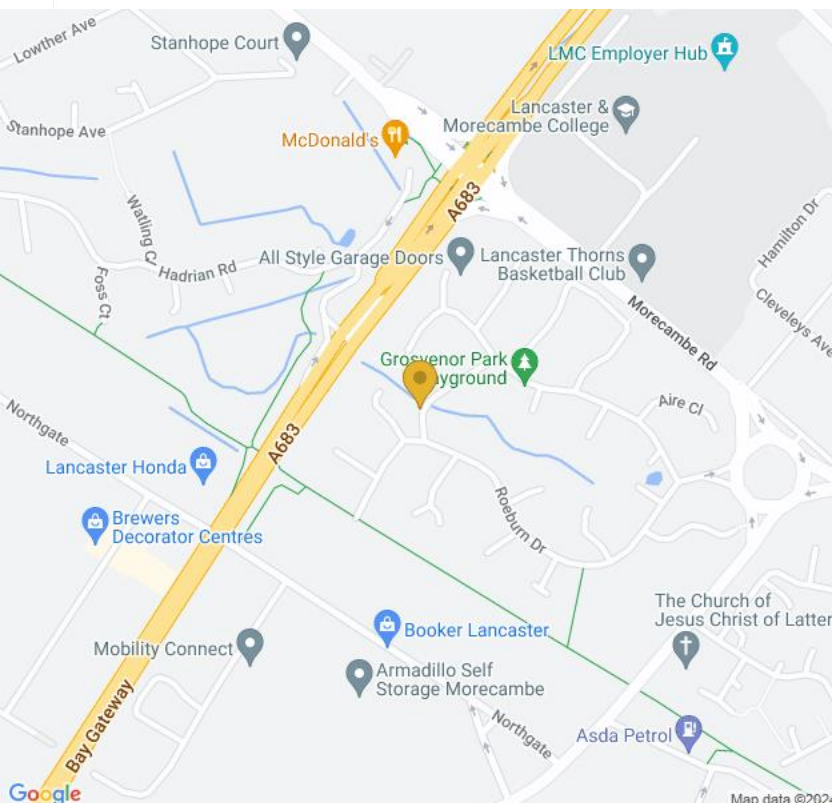 Lowther Ave
Stanhope Court
LMC Employer Hub
Lancaster &
Morecambe College
McDonald's
Stanhope Ave
Watling Cl
A683
Hamilton Dr
Hadrian Rd
All Style Garage Doors
Lancaster Thorns
Basketball Club
Foss Ct
Morecambe Rd
Cleveleys Ave
Grosvenor Park
ayground
Aire Cl
Northgate
A683
Lancaster Honda
Roeburn Dr
Brewers
Decorator Centres
The Church of
Jesus Christ of Latter
Booker Lancaster
Mobility Connect
Armadillo Self
Storage Morecambe
Bay Gateway
Northgate
Asda Petrol
Google
Map data ©2024